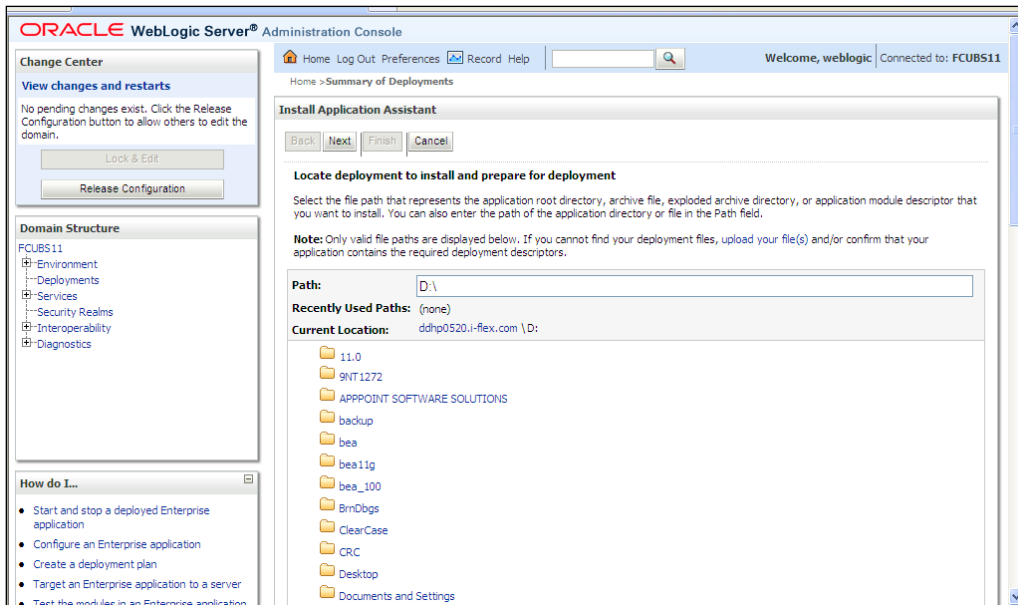 ORACLE WebLogic Server® Administration Console
Change Center
View changes and restarts
No pending changes exist. Click the Release
Configuration button to allow others to edit the
domain.
Lock & Edit
Release Configuration
Domain Structure
FCUBS11
Environment
Deployments
Services
Security Realms
Interoperability
Diagnostics
How do I...
Start and stop a deployed Enterprise
application
Configure an Enterprise application
Create a deployment plan
Target an Enterprise application to a server
Test the modules in an Enterprise application
Home Log Out Preferences Record Help
Welcome, weblogic Connected to: FCUBS11
Home >Summary of Deployments
Install Application Assistant
Back Next Finish Cancel
Locate deployment to install and prepare for deployment
Select the file path that represents the application root directory, archive file, exploded archive directory, or application module descriptor that
you want to install. You can also enter the path of the application directory or file in the Path field.
Note: Only valid file paths are displayed below. If you cannot find your deployment files, upload your file(s) and/or confirm that your
application contains the required deployment descriptors.
Path: D:\
Recently Used Paths: (none)
Current Location: ddhp0520.i-flex.com \D:
11.0
9NT1272
APPPOINT SOFTWARE SOLUTIONS
backup
bea
bea11g
bea_100
BrnDbgs
ClearCase
CRC
Desktop
Documents and Settings